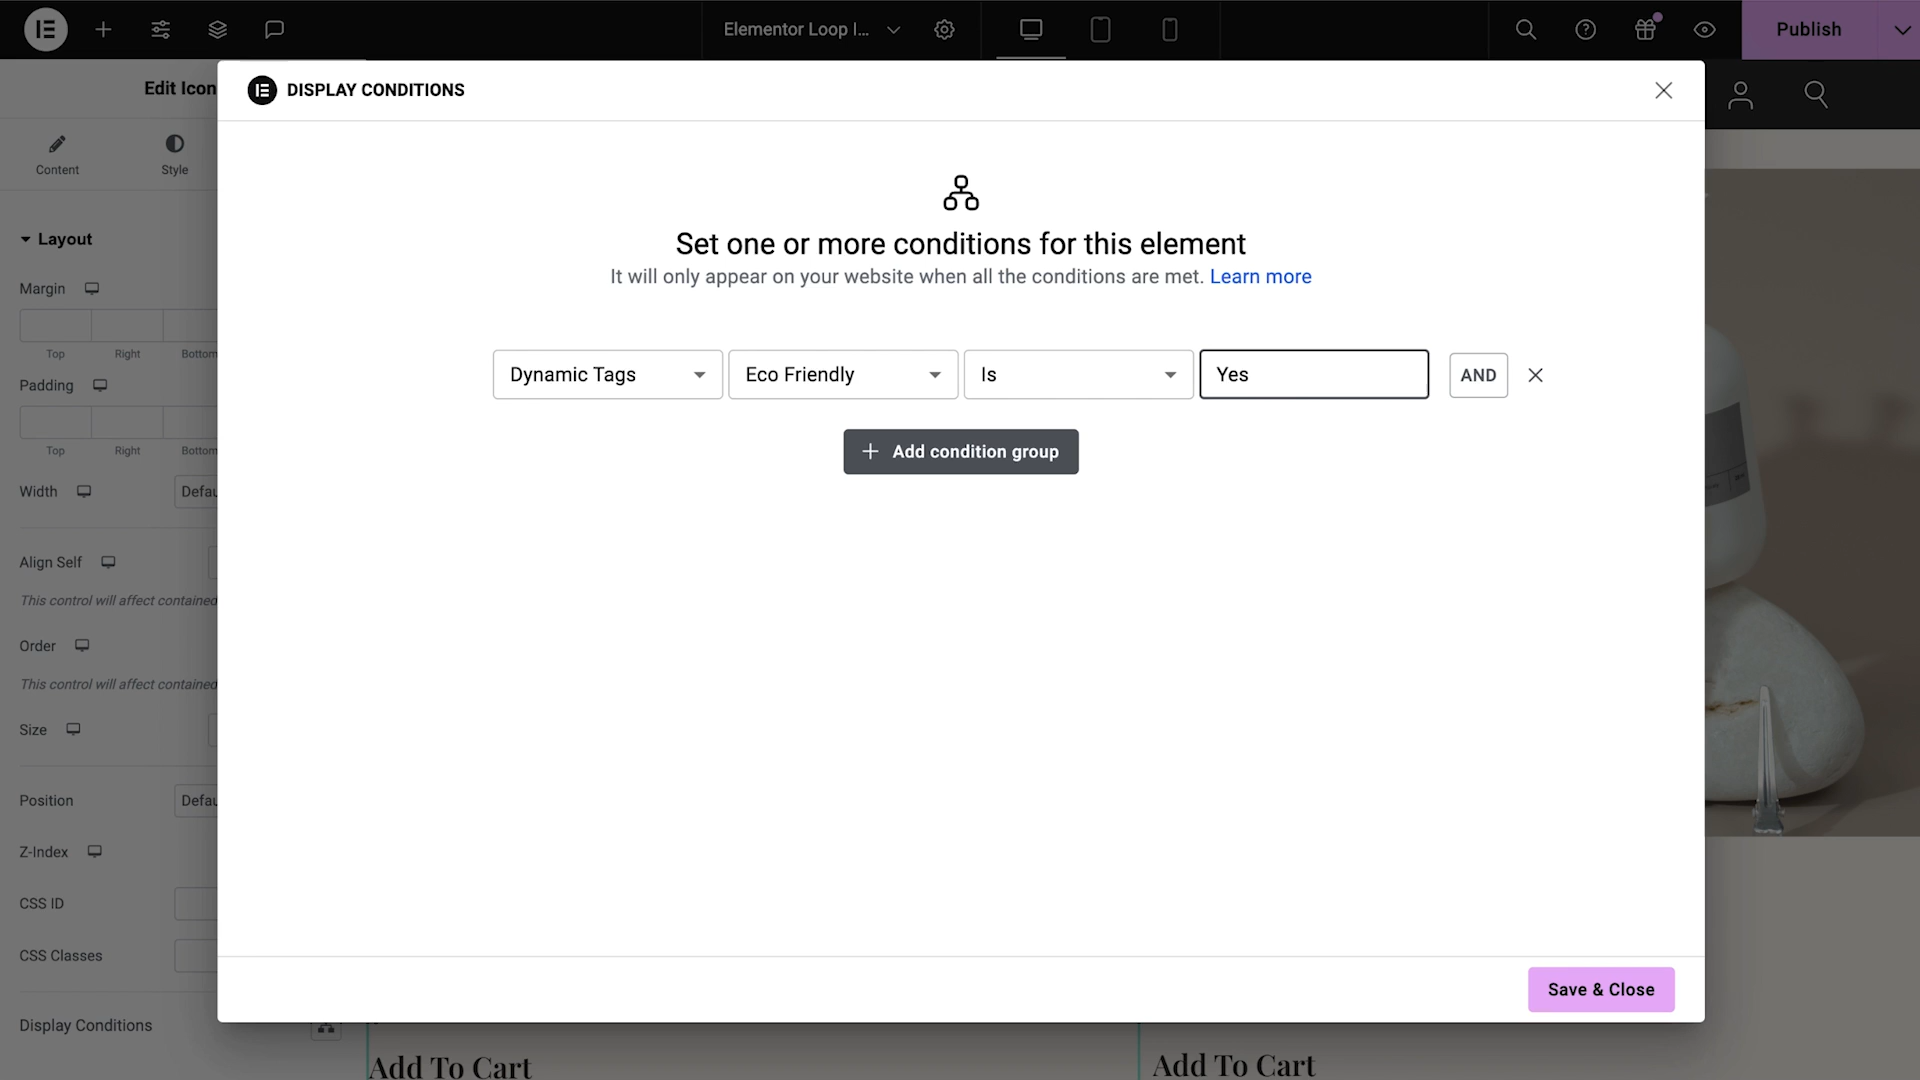 Elementor Loop I...
Publish
Edit Icon
DISPLAY CONDITIONS
Content
Style
Set one or more conditions for this element
It will only appear on your website when all the conditions are met. Learn more
Layout
Margin
Top Right Bottom
Padding
Top Right Bottom
Width
Defau
Dynamic Tags
Eco Friendly
Is
Yes
AND
Add condition group
Align Self
This control will affect contained
Order
This control will affect contained
Size
Position
Defau
Z-Index
CSS ID
CSS Classes
Save & Close
Display Conditions
Add To Cart
Add To Cart